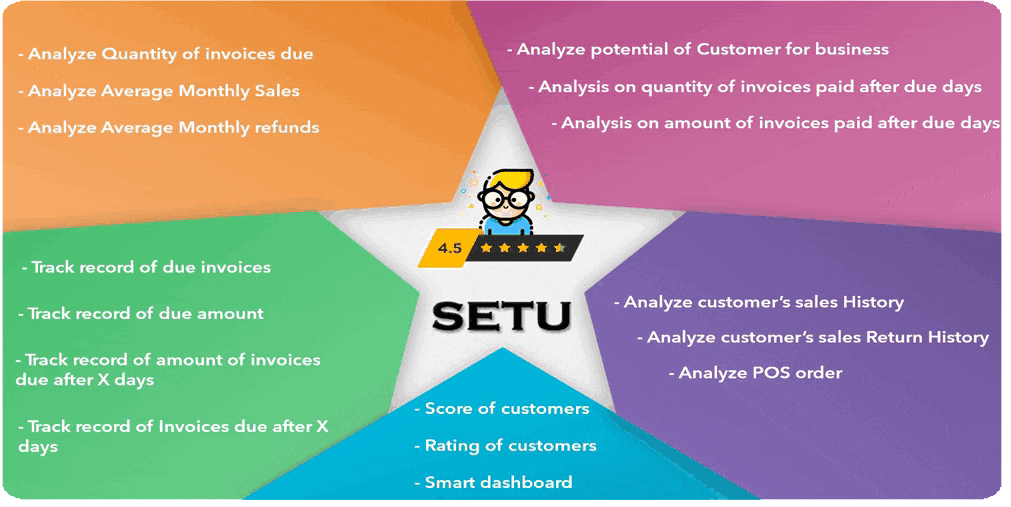 - Analyze Quantity of invoices due
- Analyze Average Monthly Sales
- Analyze Average Monthly refunds
- Analyze potential of Customer for business
- Analysis on quantity of invoices paid after due days
- Analysis on amount of invoices paid after due days
4.5
SETU
- Track record of due invoices
- Track record of due amount
- Track record of amount of invoices
due after X days
- Track record of Invoices due after X
days
- Analyze customer’s sales History
- Analyze customer’s sales Return History
- Analyze POS order
- Score of customers
- Rating of customers
- Smart dashboard